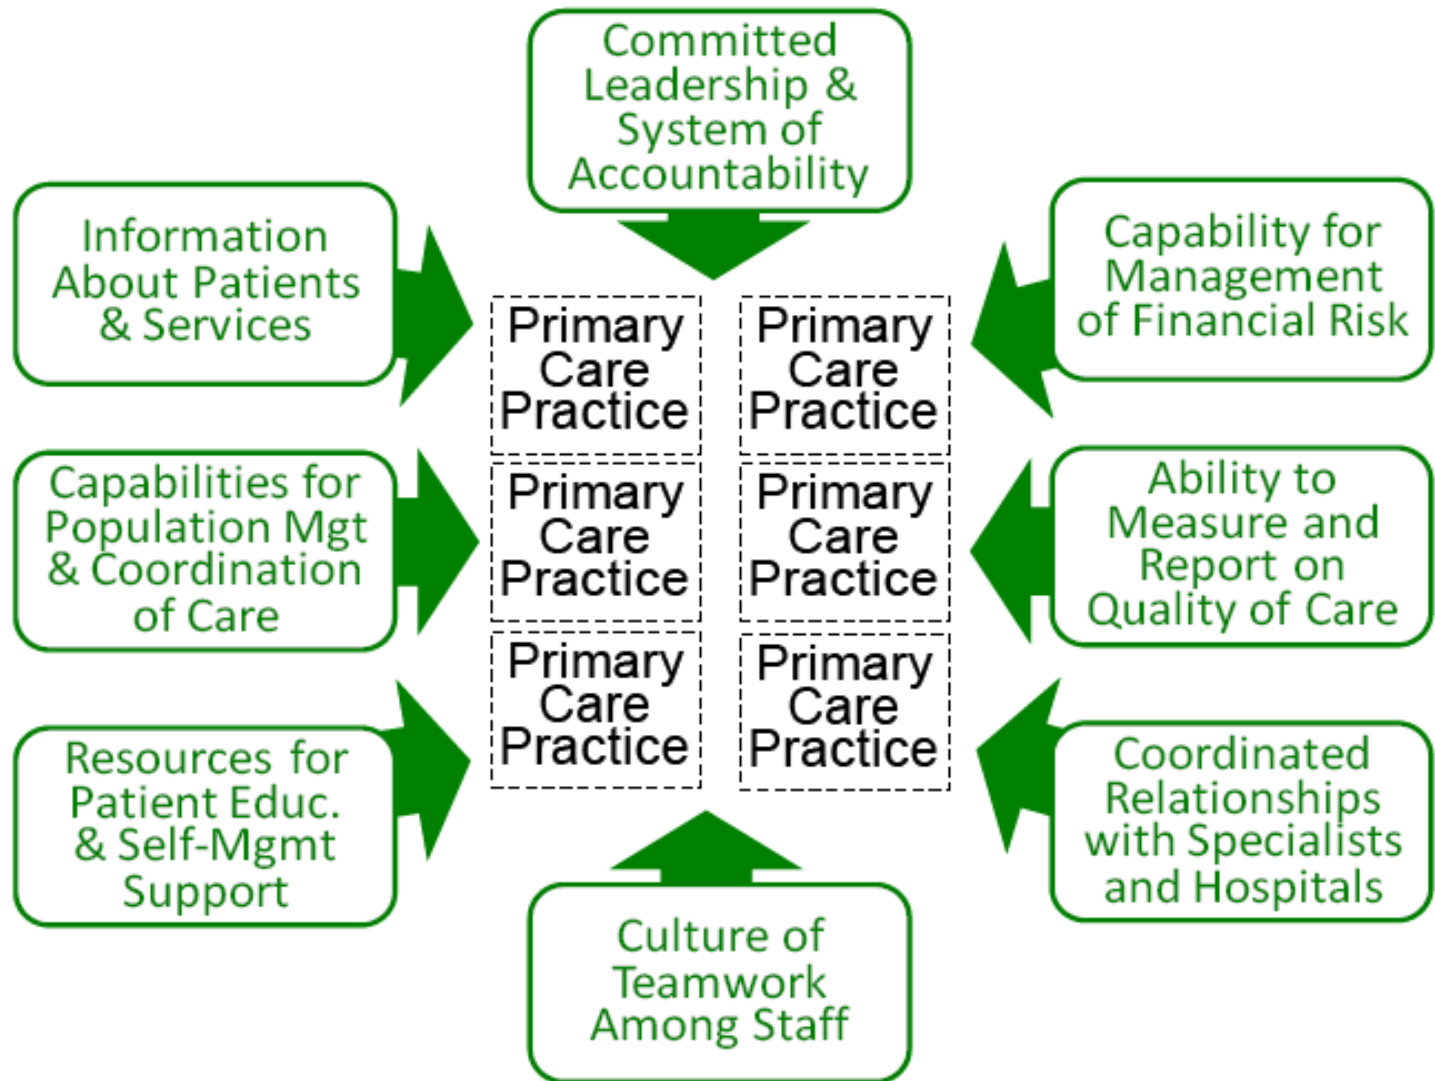 Committed
Leadership &
System of
Accountability
Information
About Patients
& Services
Capability for
Management
of Financial Risk
Primary
Care
Practice
Primary
Care
Practice
Capabilities for
Population Mgt
& Coordination
of Care
Primary
Care
Practice
Primary
Care
Practice
Ability to
Measure and
Report on
Quality of Care
Resources for
Patient Educ.
& Self-Mgmt
Support
Primary
Care
Practice
Primary
Care
Practice
Coordinated
Relationships
with Specialists
and Hospitals
Culture of
Teamwork
Among Staff